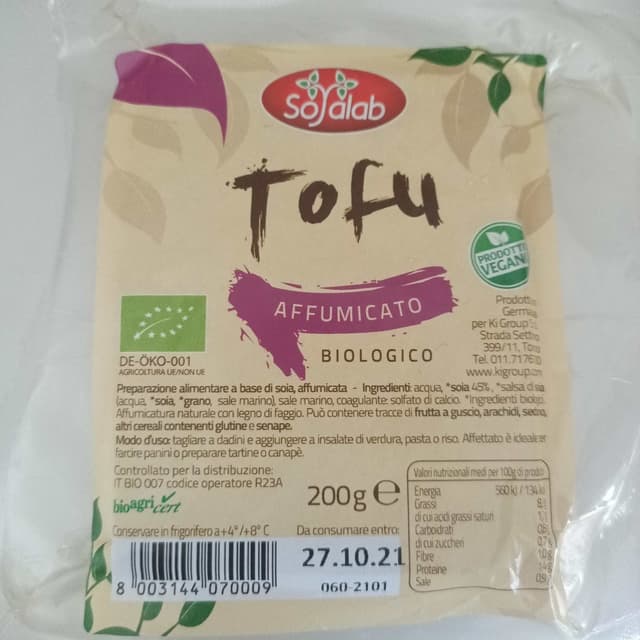 Soyalab
Tofu
PRODOTTO
VEGANO
AFFUMICATO
BIOLOGICO
DE-ÖKO-001
AGRICOLTURA UE/NON UE
per Ki Group
399/11,
Tel. 011.7176
www.kigroup.com
Preparazione alimentare a base di soia, affumicata - Ingredienti: acqua, *soia 45%, *salsa di soia
(acqua, *soia, *grano, sale marino), sale marino, coagulante: solfato di calcio. *Ingredienti biologici.
Affumicatura naturale con legno di faggio. Può contenere tracce di frutta a guscio, arachidi, sedano,
altri cereali contenenti glutine e senape.
Modo d'uso: tagliare a dadini e aggiungere a insalate di verdura, pasta o riso. Affettato è ideale per
farcire panini o preparare tartine o canapè.
Controllato per la distribuzione:
IT BIO 007 codice operatore R23A
bioagricert
200g e
Conservare in frigorifero a +4°/+8° C
Da consumare entro:
27.10.21
060-2101
8 003144 070009
Valori nutrizionali medi per 100g di prodotto
Energia 560 kJ / 134
Grassi
di cui acidi grassi saturi
Carboidrati
di cui zuccheri
Fibre
Proteine
Sale